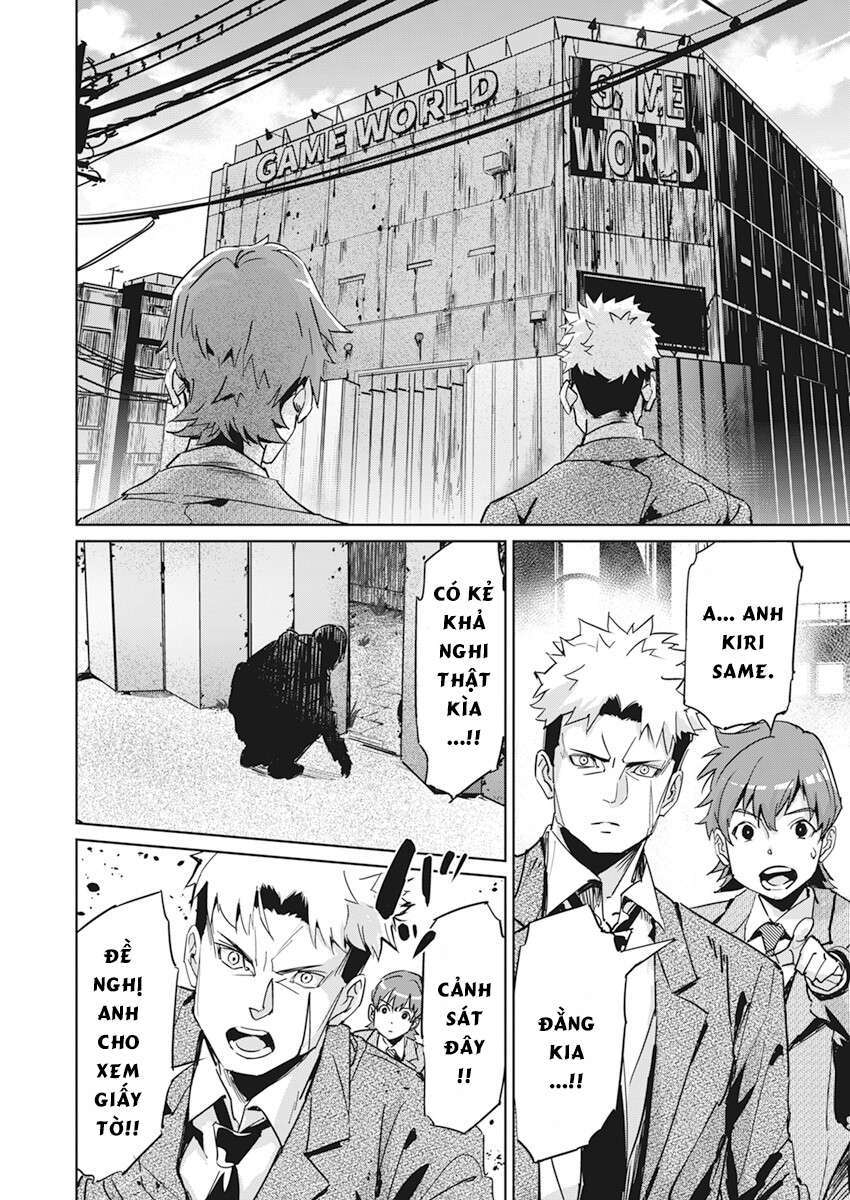 GAME WORLD
GAME
WORLD
A... ANH
KIRI
SAME.
ĐẰNG
KIA
...!!
CÓ KẺ
KHẢ
NGHI
THẬT
KÌA
...!!
CẢNH
SÁT
ĐÂY
!!
ĐỀ
NGHỊ
ANH
CHO
XEM
GIẤY
TỜ!!